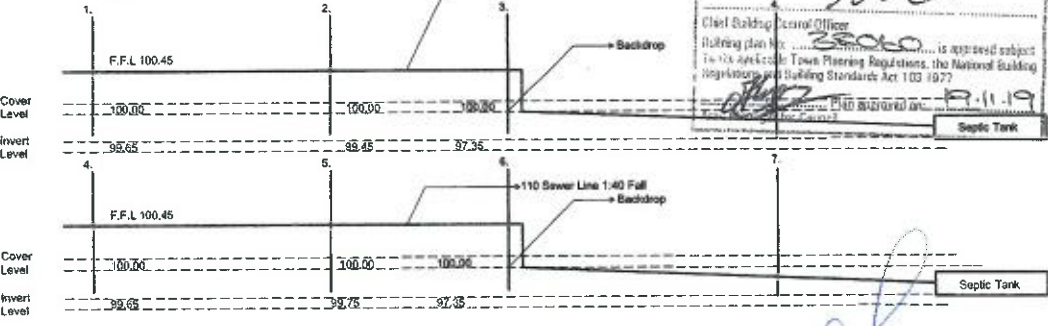 1.
2.
3.
Chief Building Control Officer
Building plan No: 35060 is approved subject
to the applicable Town Planning Regulations, the National Building
Regulations and Building Standards Act 103 1977
Plan approved on: 19.11.19
Council
Backdrop
F.F.L 100.45
Cover
Level
100.00
100.00
100.00
Septic Tank
Invert
Level
99.65
99.45
97.35
4.
5.
6.
7.
110 Sewer Line 1:40 Fall
Backdrop
F.F.L 100.45
Cover
Level
100.00
100.00
100.00
Septic Tank
Invert
Level
99.65
99.75
97.35